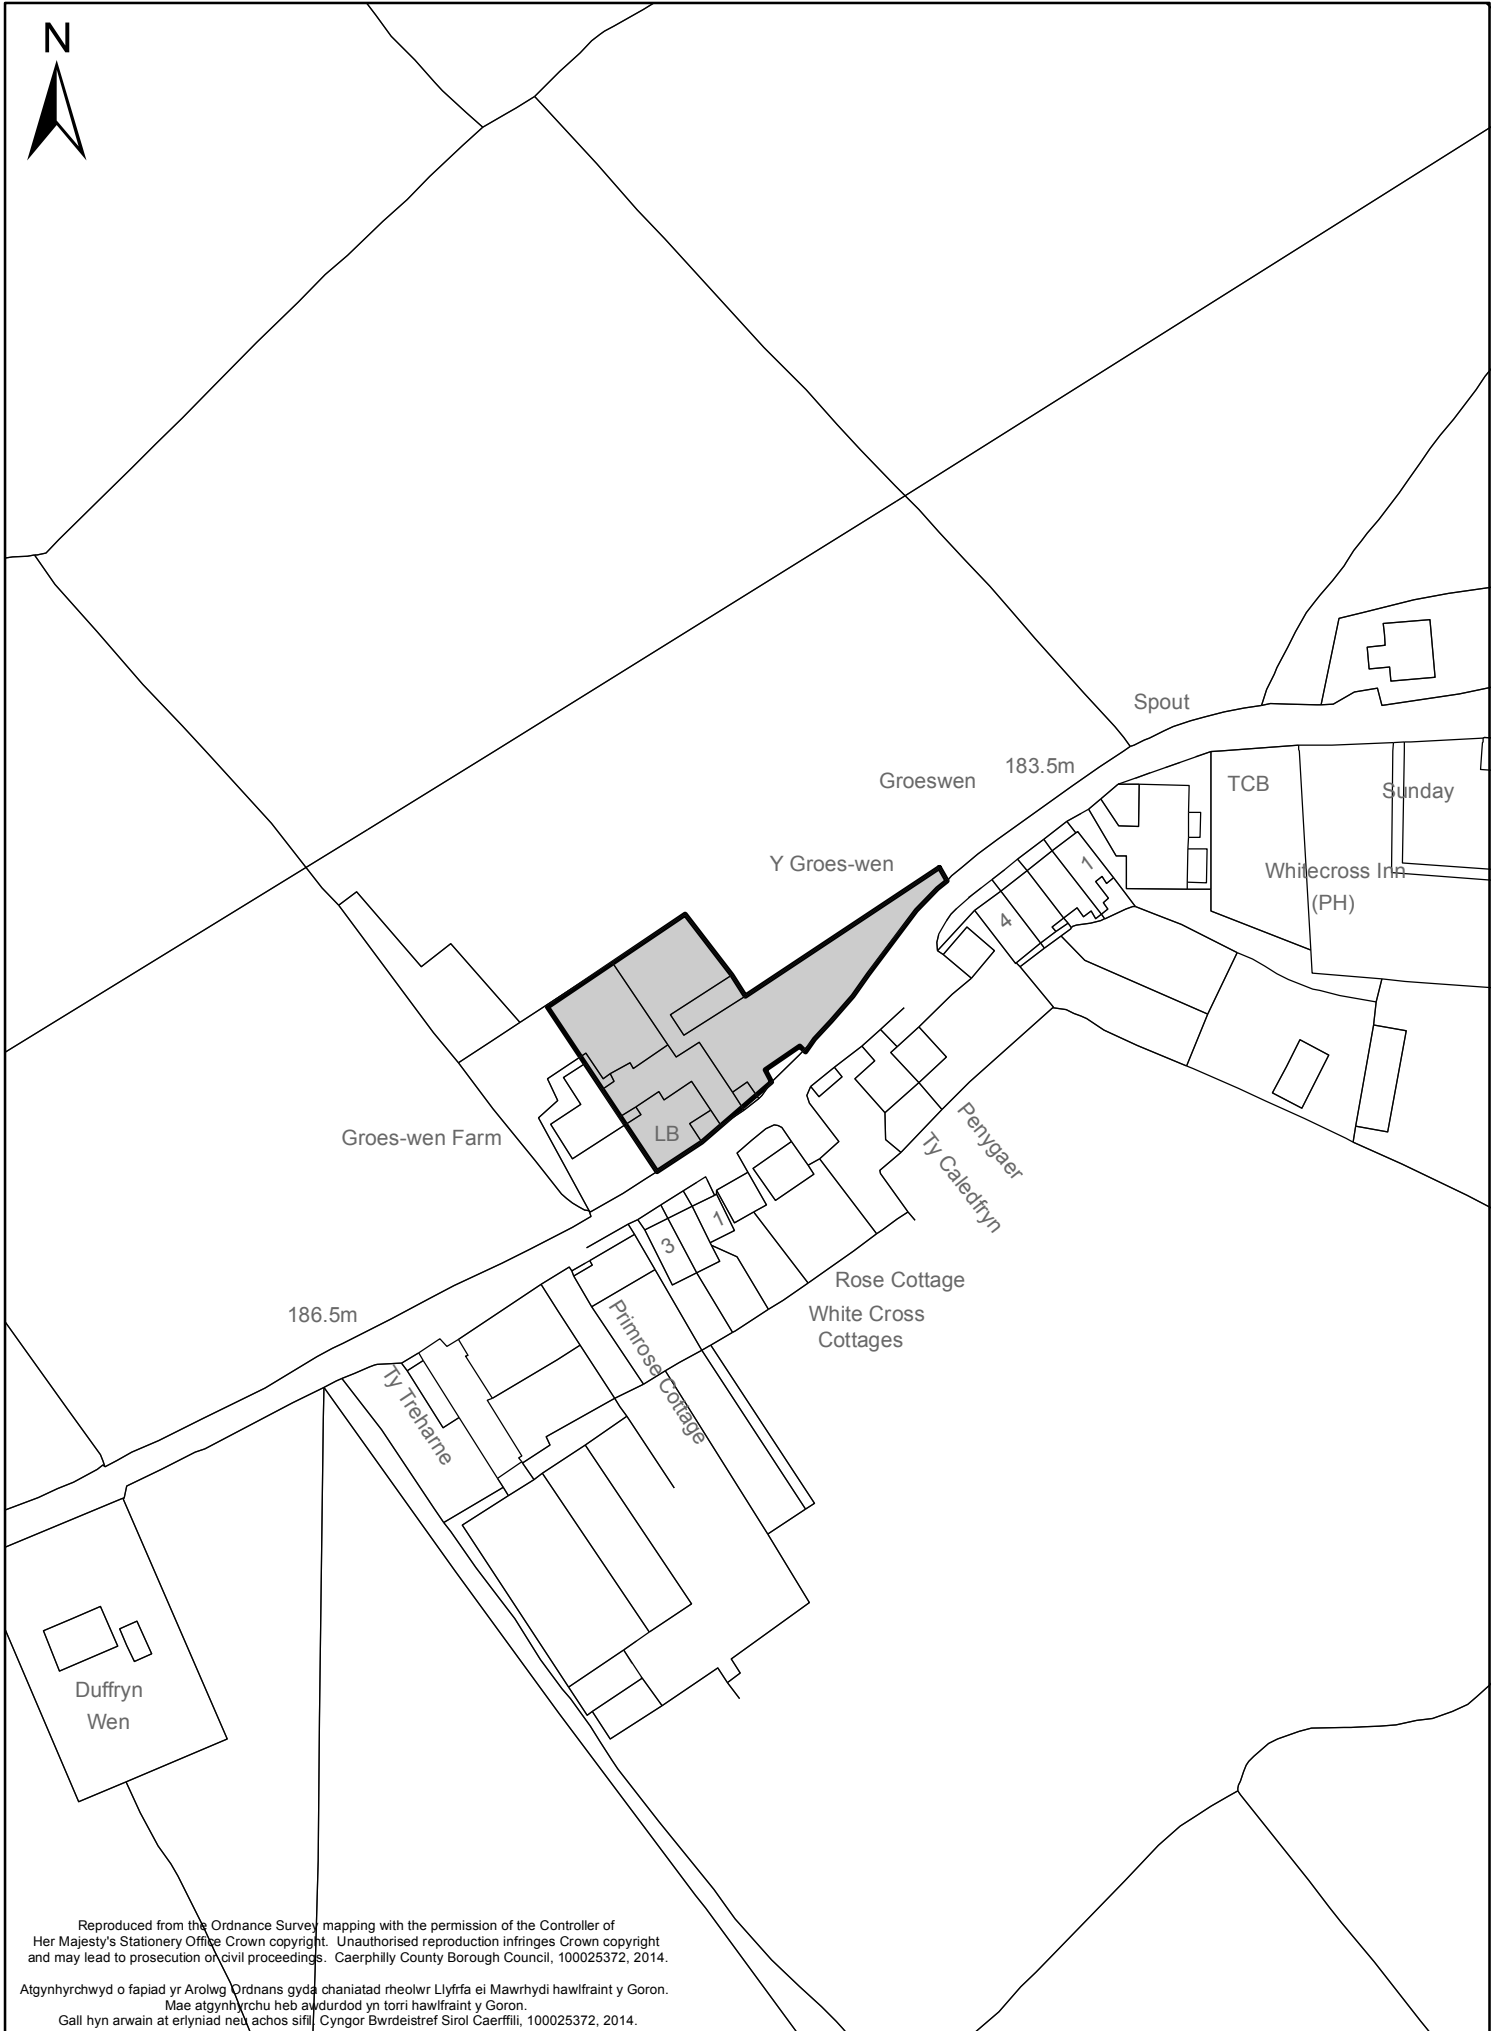 N
Spout
183.5m
Groeswen
TCB
Sunday
Y Groes-wen
1
Whitecross Inn
(PH)
4
Groes-wen Farm
LB
Penygaer
Ty Caledfryn
1
3
Rose Cottage
White Cross
Cottages
186.5m
Primrose Cottage
Ty Treharne
Duffryn
Wen
Reproduced from the Ordnance Survey mapping with the permission of the Controller of
Her Majesty's Stationery Office Crown copyright. Unauthorised reproduction infringes Crown copyright
and may lead to prosecution or civil proceedings. Caerphilly County Borough Council, 100025372, 2014.
Atgynhyrchwyd o fapiad yr Arolwg Ordnans gyda chaniatad rheolwr Llyfrfa ei Mawrhydi hawlfraint y Goron.
Mae atgynhyrchu heb awdurdod yn torri hawlfraint y Goron.
Gall hyn arwain at erlyniad neu achos sifil. Cyngor Bwrdeistref Sirol Caerffili, 100025372, 2014.